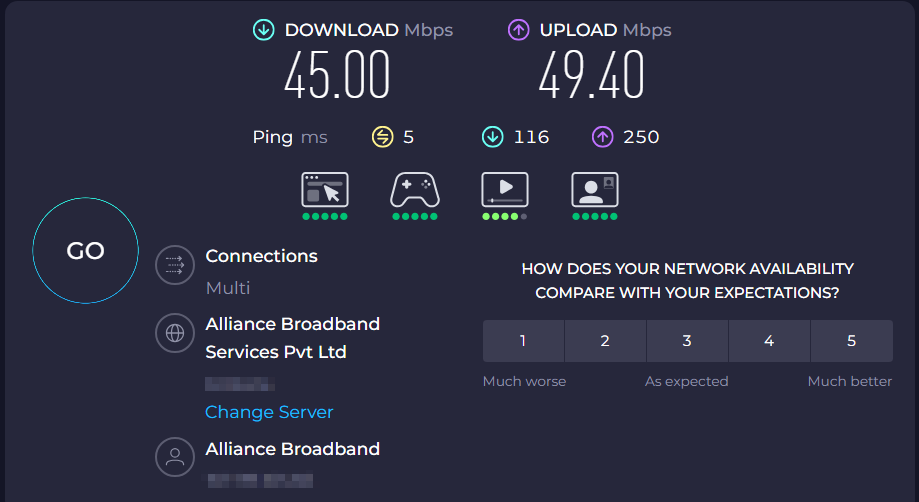 DOWNLOAD Mbps
UPLOAD Mbps
45.00
49.40
Ping ms 5 116 250
GO
Connections
Multi
Alliance Broadband
Services Pvt Ltd
Change Server
Alliance Broadband
HOW DOES YOUR NETWORK AVAILABILITY
COMPARE WITH YOUR EXPECTATIONS?
1 2 3 4 5
Much worse As expected Much better